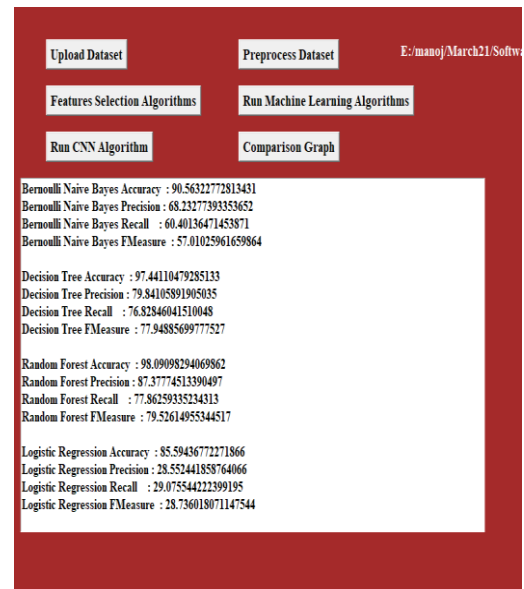 Upload Dataset
Preprocess Dataset
E:/manoj/March21/Softwa
Features Selection Algorithms
Run Machine Learning Algorithms
Run CNN Algorithm
Comparison Graph
Bernoulli Naive Bayes Accuracy : 90.56322772813431
Bernoulli Naive Bayes Precision : 68.23277393353652
Bernoulli Naive Bayes Recall : 60.40136471453871
Bernoulli Naive Bayes FMeasure : 57.01025961659864
Decision Tree Accuracy : 97.44110479285133
Decision Tree Precision : 79.84105891905035
Decision Tree Recall : 76.82846041510048
Decision Tree FMeasure : 77.94885699777527
Random Forest Accuracy : 98.09098294069862
Random Forest Precision : 87.37774513390497
Random Forest Recall : 77.86259335234313
Random Forest FMeasure : 79.52614955344517
Logistic Regression Accuracy : 85.59436772271866
Logistic Regression Precision : 28.552441858764066
Logistic Regression Recall : 29.075544222399195
Logistic Regression FMeasure : 28.736018071147544